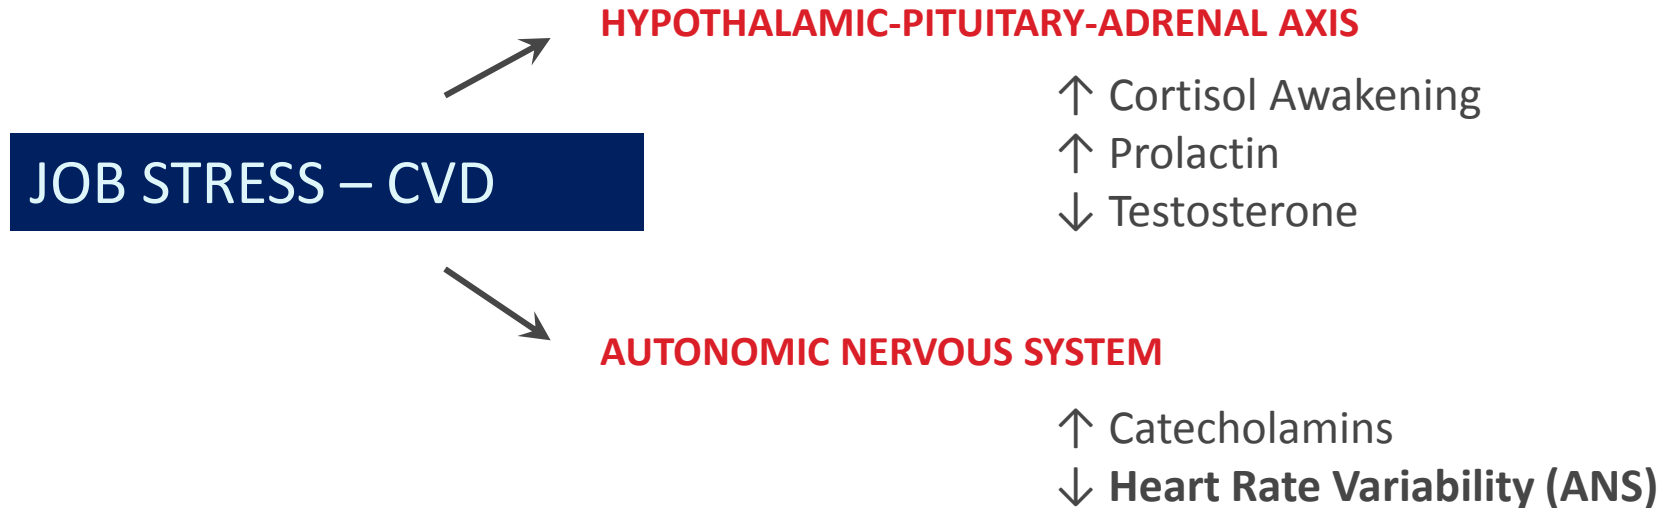 HYPOTHALAMIC-PITUITARY-ADRENAL AXIS
↑ Cortisol Awakening
↑ Prolactin
↓ Testosterone
JOB STRESS – CVD
AUTONOMIC NERVOUS SYSTEM
↑ Catecholamins
↓ Heart Rate Variability (ANS)